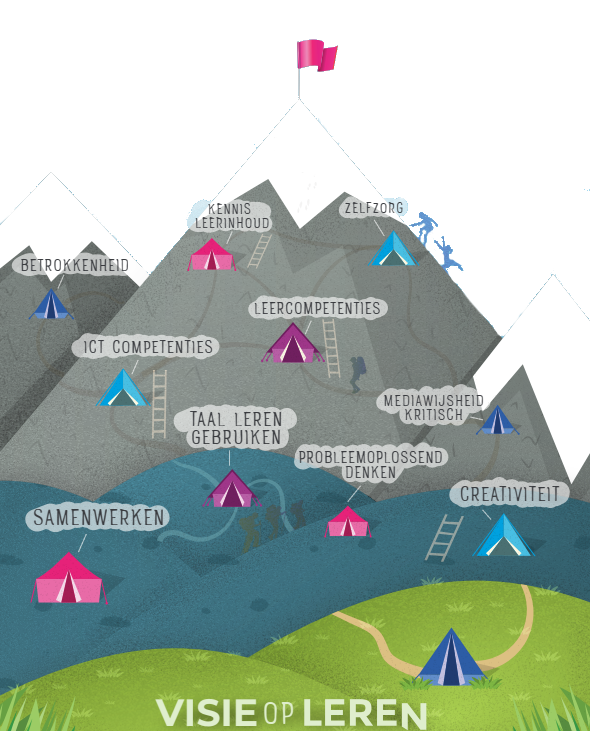 KENNIS
LEERINHOUD
ZELFZORG
BETROKKENHEID
LEERCOMPETENTIES
ICT COMPETENTIES
MEDIAWIJSHEID
KRITISCH
TAAL LEREN
GEBRUIKEN
PROBLEEMOPLOSSEND
DENKEN
CREATIVITEIT
SAMENWERKEN
VISIE OP LEREN